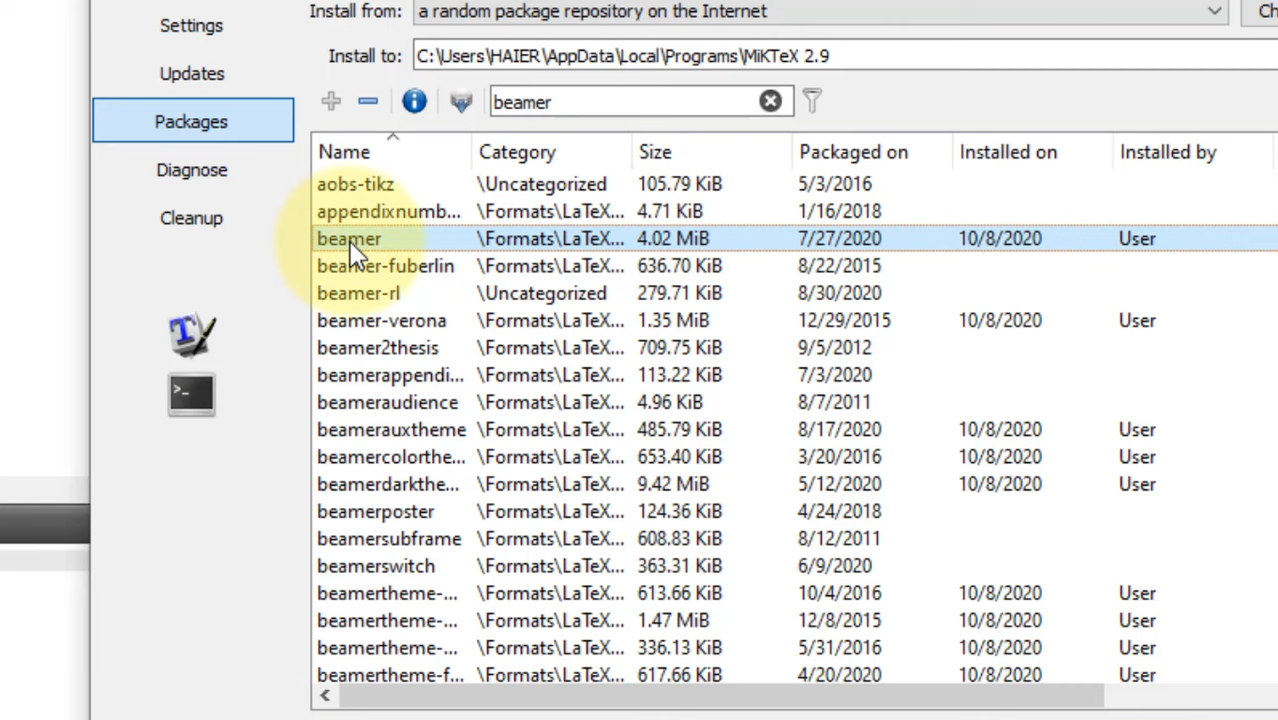 Settings
Updates
Packages
Diagnose
Cleanup
Install from: a random package repository on the Internet Ch
Install to: C:\Users\HAIER\AppData\Local\Programs\MiKTeX 2.9
beamer
Name Category Size Packaged on Installed on Installed by
aobs-tikz \Uncategorized 105.79 KiB 5/3/2016
appendixnumb... \Formats\LaTeX... 4.71 KiB 1/16/2018
beamer \Formats\LaTeX... 4.02 MiB 7/27/2020 10/8/2020 User
beamer-fuberlin \Formats\LaTeX... 636.70 KiB 8/22/2015
beamer-rl \Uncategorized 279.71 KiB 8/30/2020
beamer-verona \Formats\LaTeX... 1.35 MiB 12/29/2015 10/8/2020 User
beamer2thesis \Formats\LaTeX... 709.75 KiB 9/5/2012
beamerappendi... \Formats\LaTeX... 113.22 KiB 7/3/2020
beameraudience \Formats\LaTeX... 4.96 KiB 8/7/2011
beamerauxtheme \Formats\LaTeX... 485.79 KiB 8/17/2020 10/8/2020 User
beamercolorthe... \Formats\LaTeX... 653.40 KiB 3/20/2016 10/8/2020 User
beamerdarkthe... \Formats\LaTeX... 9.42 MiB 5/12/2020 10/8/2020 User
beamerposter \Formats\LaTeX... 124.36 KiB 4/24/2018
beamersubframe \Formats\LaTeX... 608.83 KiB 8/12/2011
beamerswitch \Formats\LaTeX... 363.31 KiB 6/9/2020
beamertheme-... \Formats\LaTeX... 613.66 KiB 10/4/2016 10/8/2020 User
beamertheme-... \Formats\LaTeX... 1.47 MiB 12/8/2015 10/8/2020 User
beamertheme-... \Formats\LaTeX... 336.13 KiB 5/31/2016 10/8/2020 User
beamertheme-f... \Formats\LaTeX... 617.66 KiB 4/20/2020 10/8/2020 User